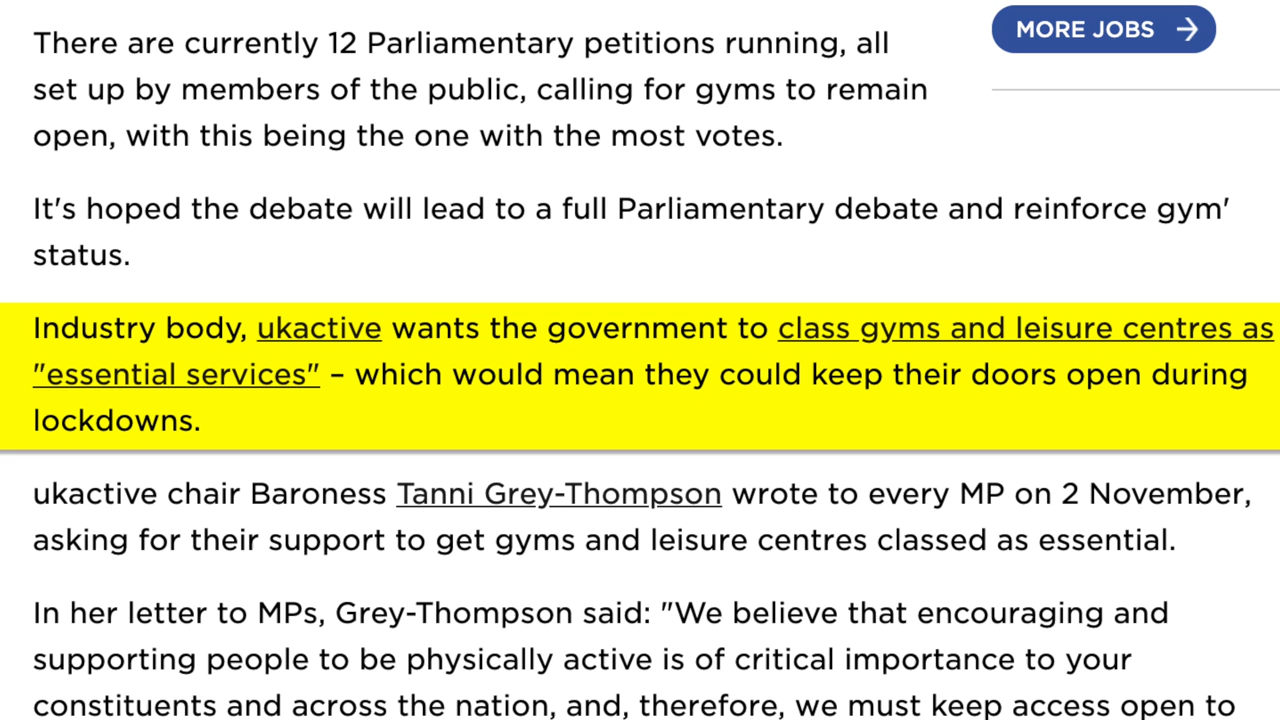 There are currently 12 Parliamentary petitions running, all
set up by members of the public, calling for gyms to remain
open, with this being the one with the most votes.
MORE JOBS →
It's hoped the debate will lead to a full Parliamentary debate and reinforce gym'
status.
Industry body, ukactive wants the government to class gyms and leisure centres as
"essential services" – which would mean they could keep their doors open during
lockdowns.
ukactive chair Baroness Tanni Grey-Thompson wrote to every MP on 2 November,
asking for their support to get gyms and leisure centres classed as essential.
In her letter to MPs, Grey-Thompson said: "We believe that encouraging and
supporting people to be physically active is of critical importance to your
constituents and across the nation, and, therefore, we must keep access open to